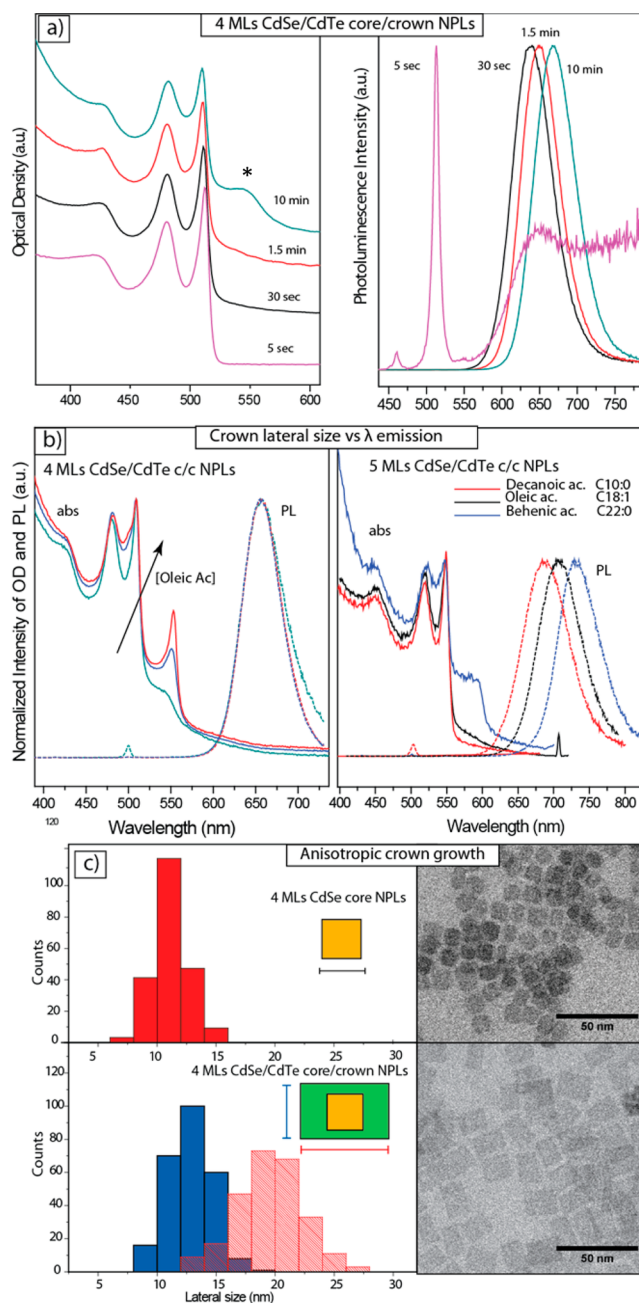 a)
4 MLs CdSe/CdTe core/crown NPLs
Optical Density (a.u)
*
10 min
1.5 min
30 sec
5 sec
400 450 500 550 600
Photoluminescence Intensity (a.u.)
1.5 min
5 sec
30 sec
10 min
450 500 550 600 650 700 750
b)
Crown lateral size vs λ emission
Normalized Intensity of OD and PL (a.u.)
4 MLs CdSe/CdTe c/c NPLs
abs
PL
[Oleic Ac]
400 450 500 550 600 650 700
Wavelength (nm)
5 MLs CdSe/CdTe c/c NPLs
Decanoic ac. C10:0
Oleic ac. C18:1
Behenic ac. C22:0
abs
PL
400 450 500 550 600 650 700 750 800
Wavelength (nm)
c)
Anisotropic crown growth
120
100
80
60
40
20
0
Counts
4 MLs CdSe core NPLs
5 10 15 20 25 30
50 nm
120
100
80
60
40
20
0
Counts
4 MLs CdSe/CdTe core/crown NPLs
5 10 15 20 25 30
Lateral size (nm)
50 nm